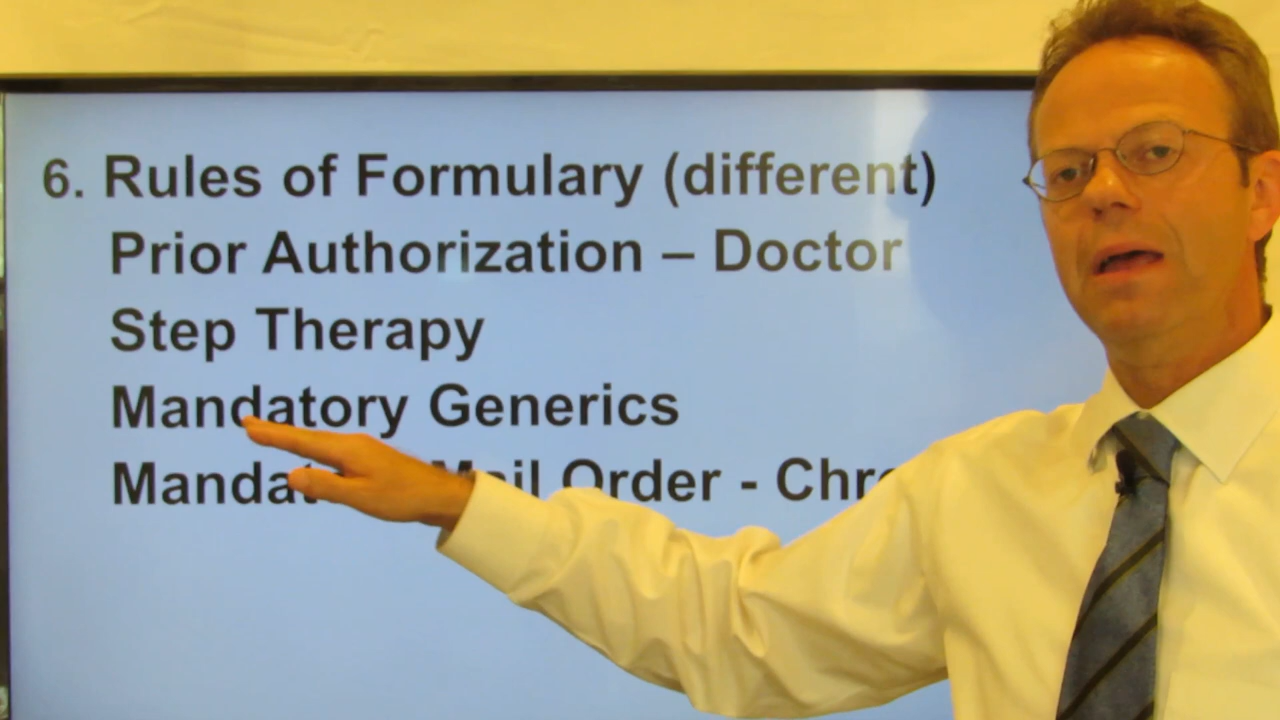 6. Rules of Formulary (different)
Prior Authorization – Doctor
Step Therapy
Mandatory Generics
Order -